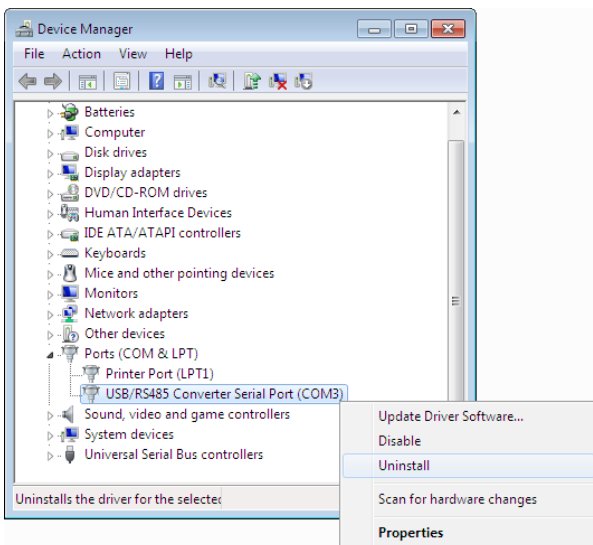 Device Manager
File Action View Help
Batteries
Computer
Disk drives
Display adapters
DVD/CD-ROM drives
Human Interface Devices
IDE ATA/ATAPI controllers
Keyboards
Mice and other pointing devices
Monitors
Network adapters
Other devices
Ports (COM & LPT)
Printer Port (LPT1)
USB/RS485 Converter Serial Port (COM3)
Sound, video and game controllers
System devices
Universal Serial Bus controllers
Uninstalls the driver for the selected
Update Driver Software...
Disable
Uninstall
Scan for hardware changes
Properties